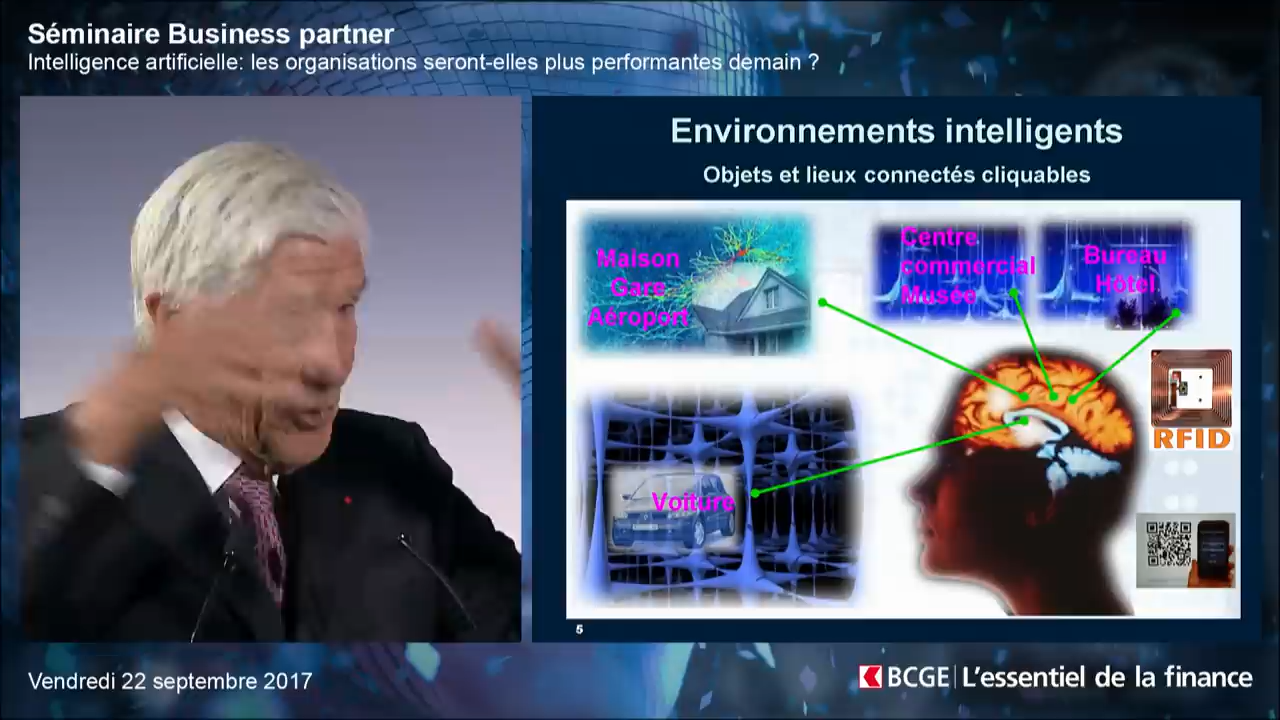 Séminaire Business partner
Intelligence artificielle: les organisations seront-elles plus performantes demain ?
Environnements intelligents
Objets et lieux connectés cliquables
Maison
Gare
Aéroport
Centre
commercial
Musée
Bureau
Hôtel
RFID
Voiture
5
Vendredi 22 septembre 2017
BCGE L'essentiel de la finance